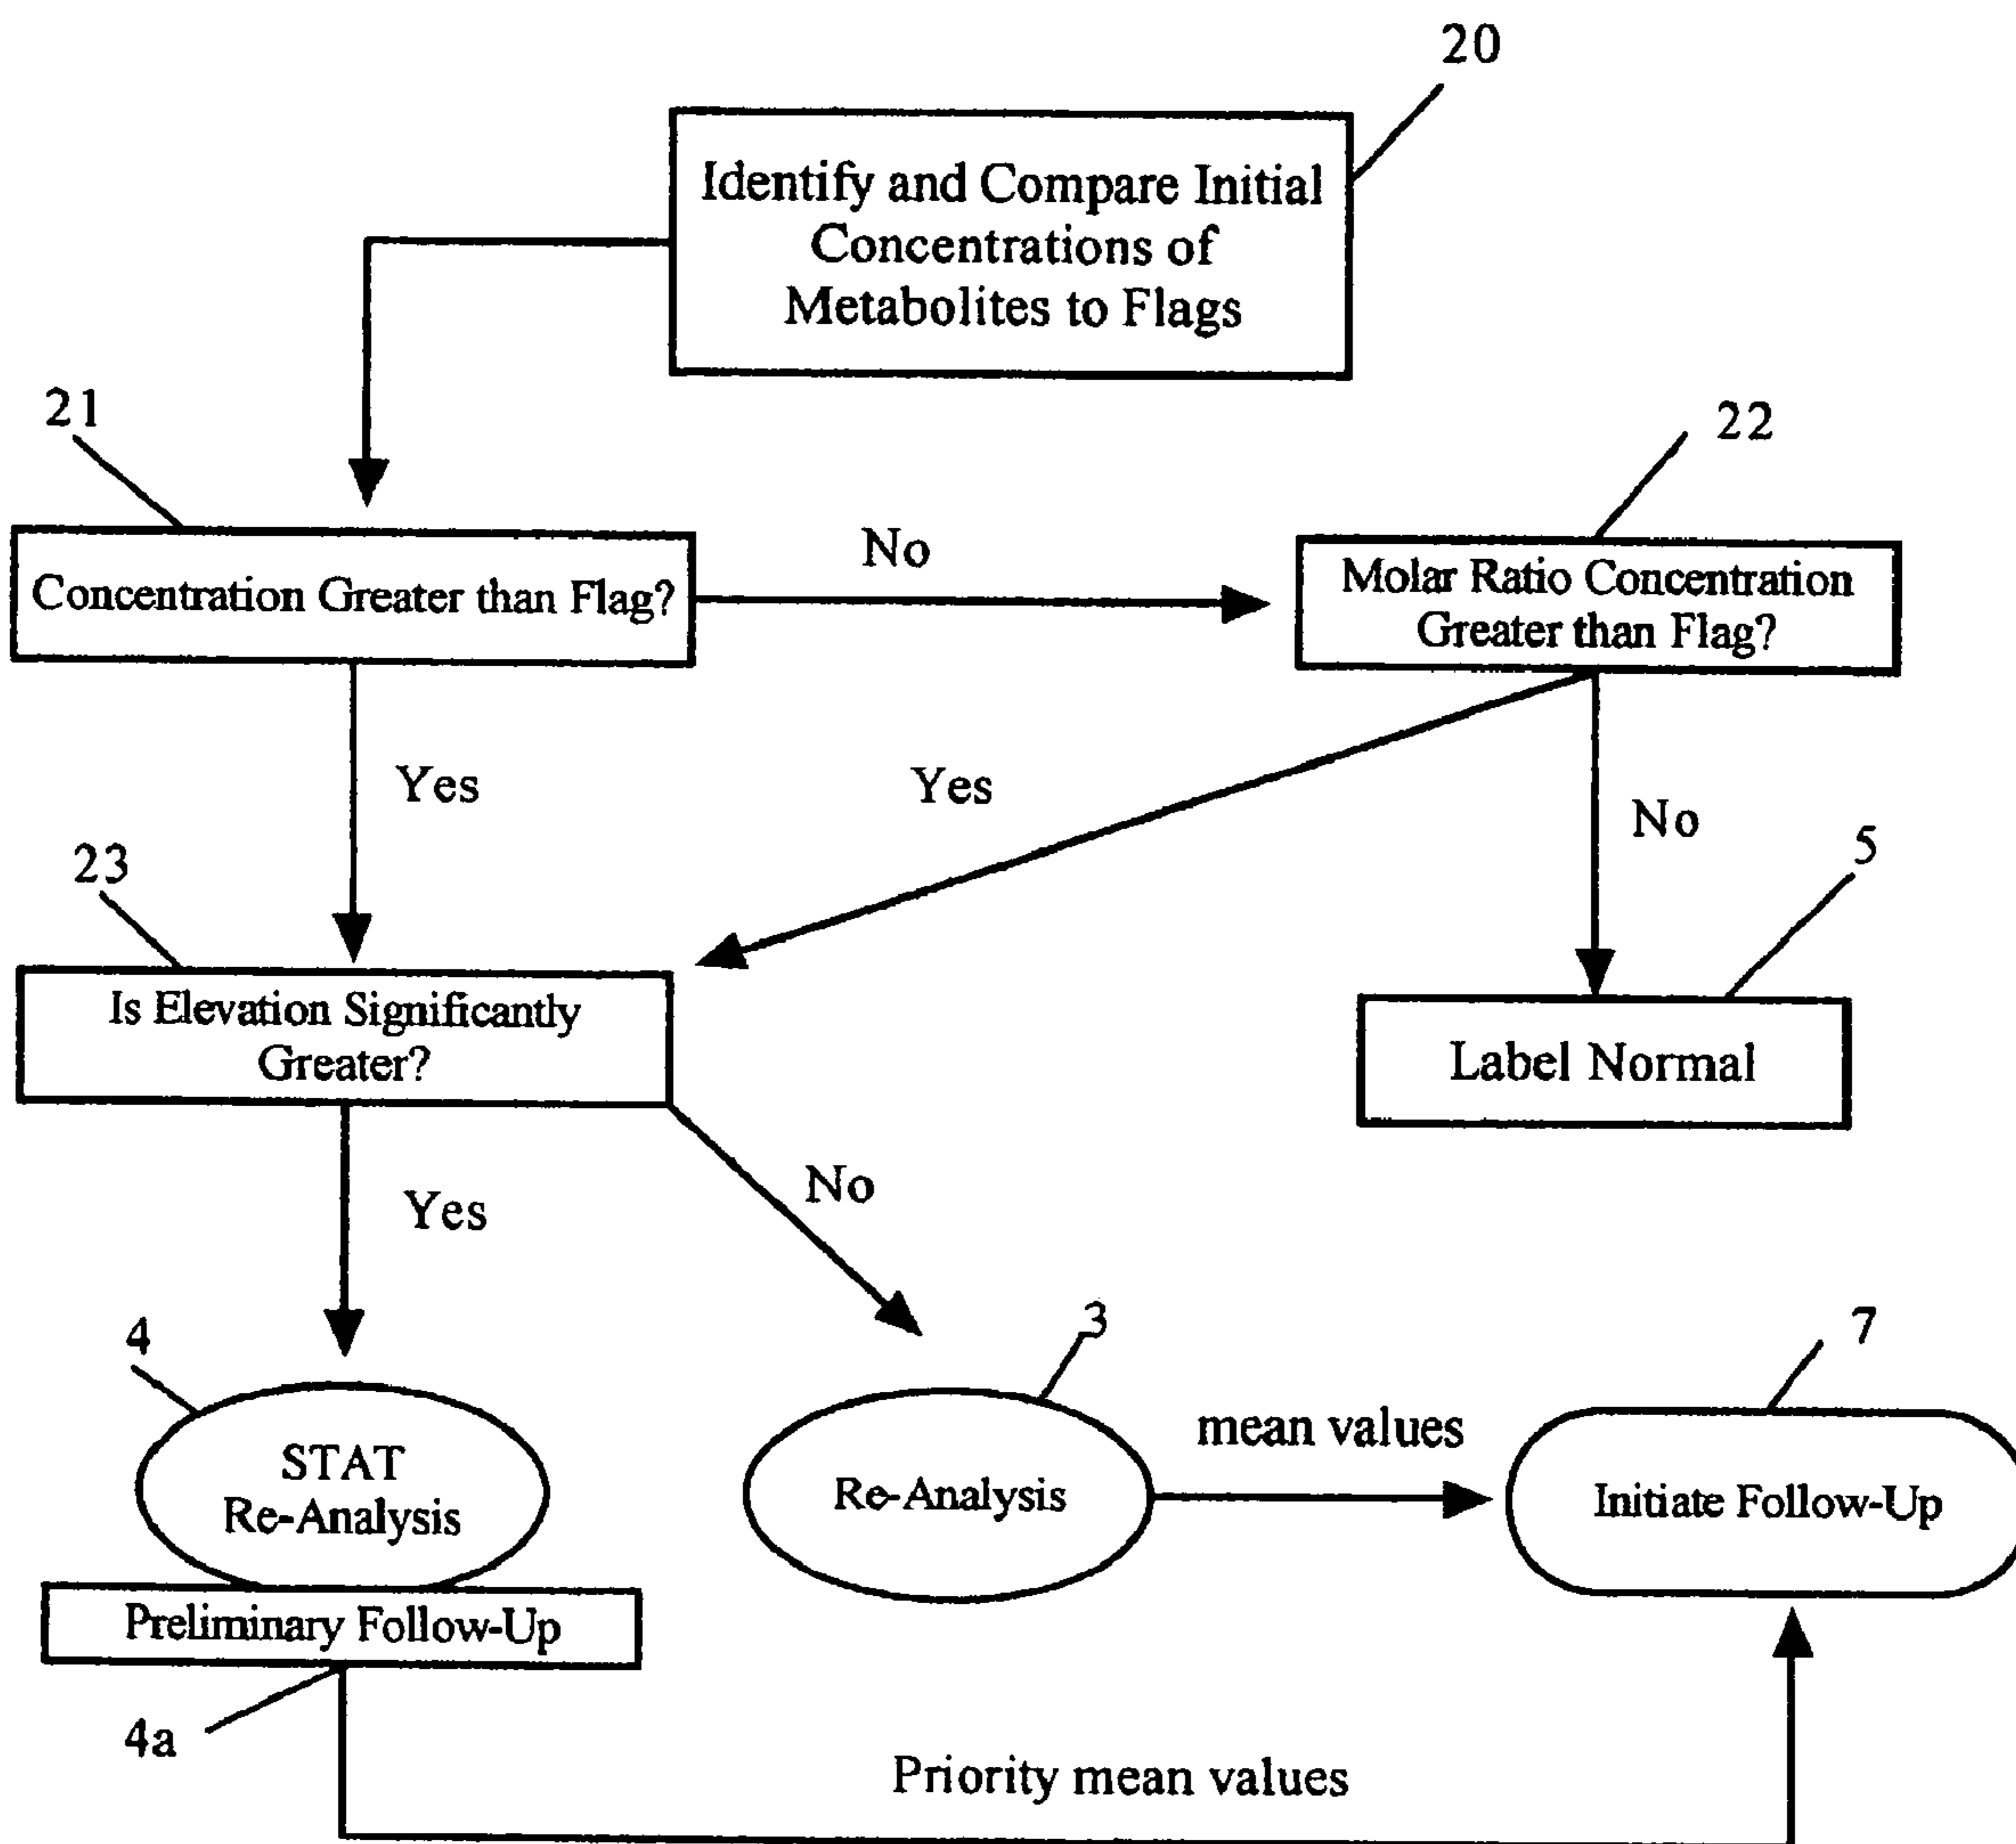 20
Identify and Compare Initial
Concentrations of
Metabolites to Flags
21
22
Concentration Greater than Flag?
No
Molar Ratio Concentration
Greater than Flag?
Yes
Yes
No
23
5
Is Elevation Significantly
Greater?
Label Normal
Yes
No
4
3
7
STAT
Re-Analysis
Re-Analysis
mean values
Initiate Follow-Up
Preliminary Follow-Up
4a
Priority mean values